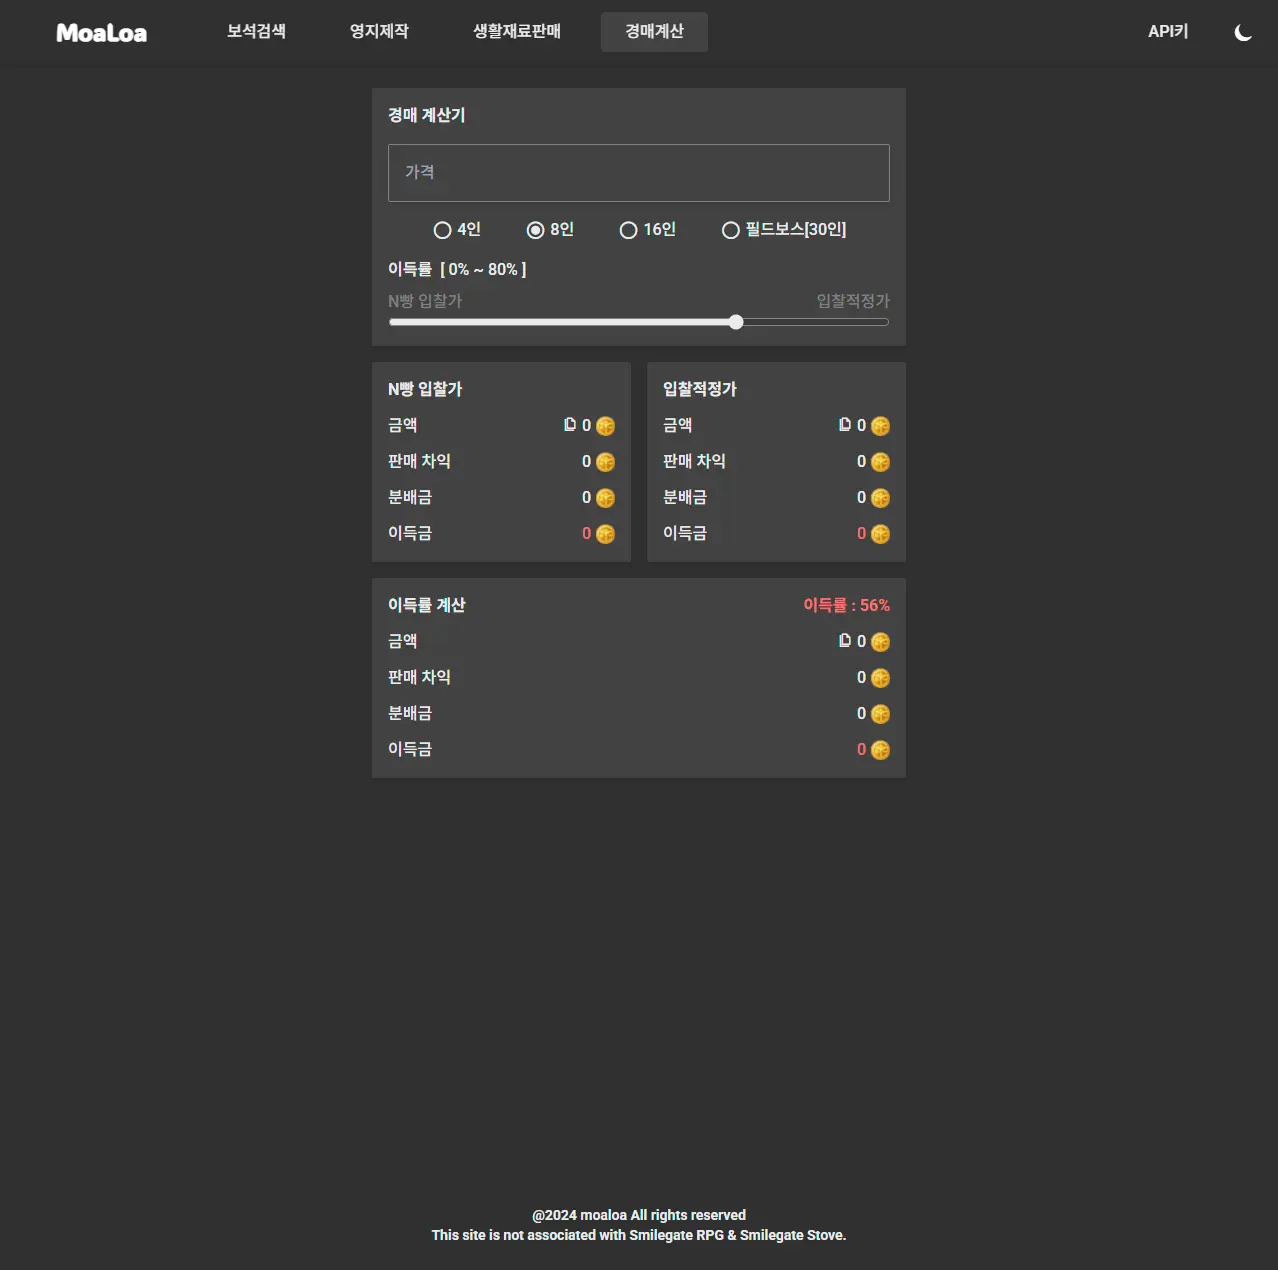 MoaLoa 보석검색 영지제작 생활재료판매 경매계산 API키
경매 계산기
가격
4인 8인 16인 필드보스[30인]
이득률 [ 0% ~ 80% ]
N빵 입찰가 입찰적정가
N빵 입찰가
금액 0
판매 차익 0
분배금 0
이득금 0
입찰적정가
금액 0
판매 차익 0
분배금 0
이득금 0
이득률 계산 이득률 : 56%
금액 0
판매 차익 0
분배금 0
이득금 0
@2024 moaloa All rights reserved
This site is not associated with Smilegate RPG & Smilegate Stove.